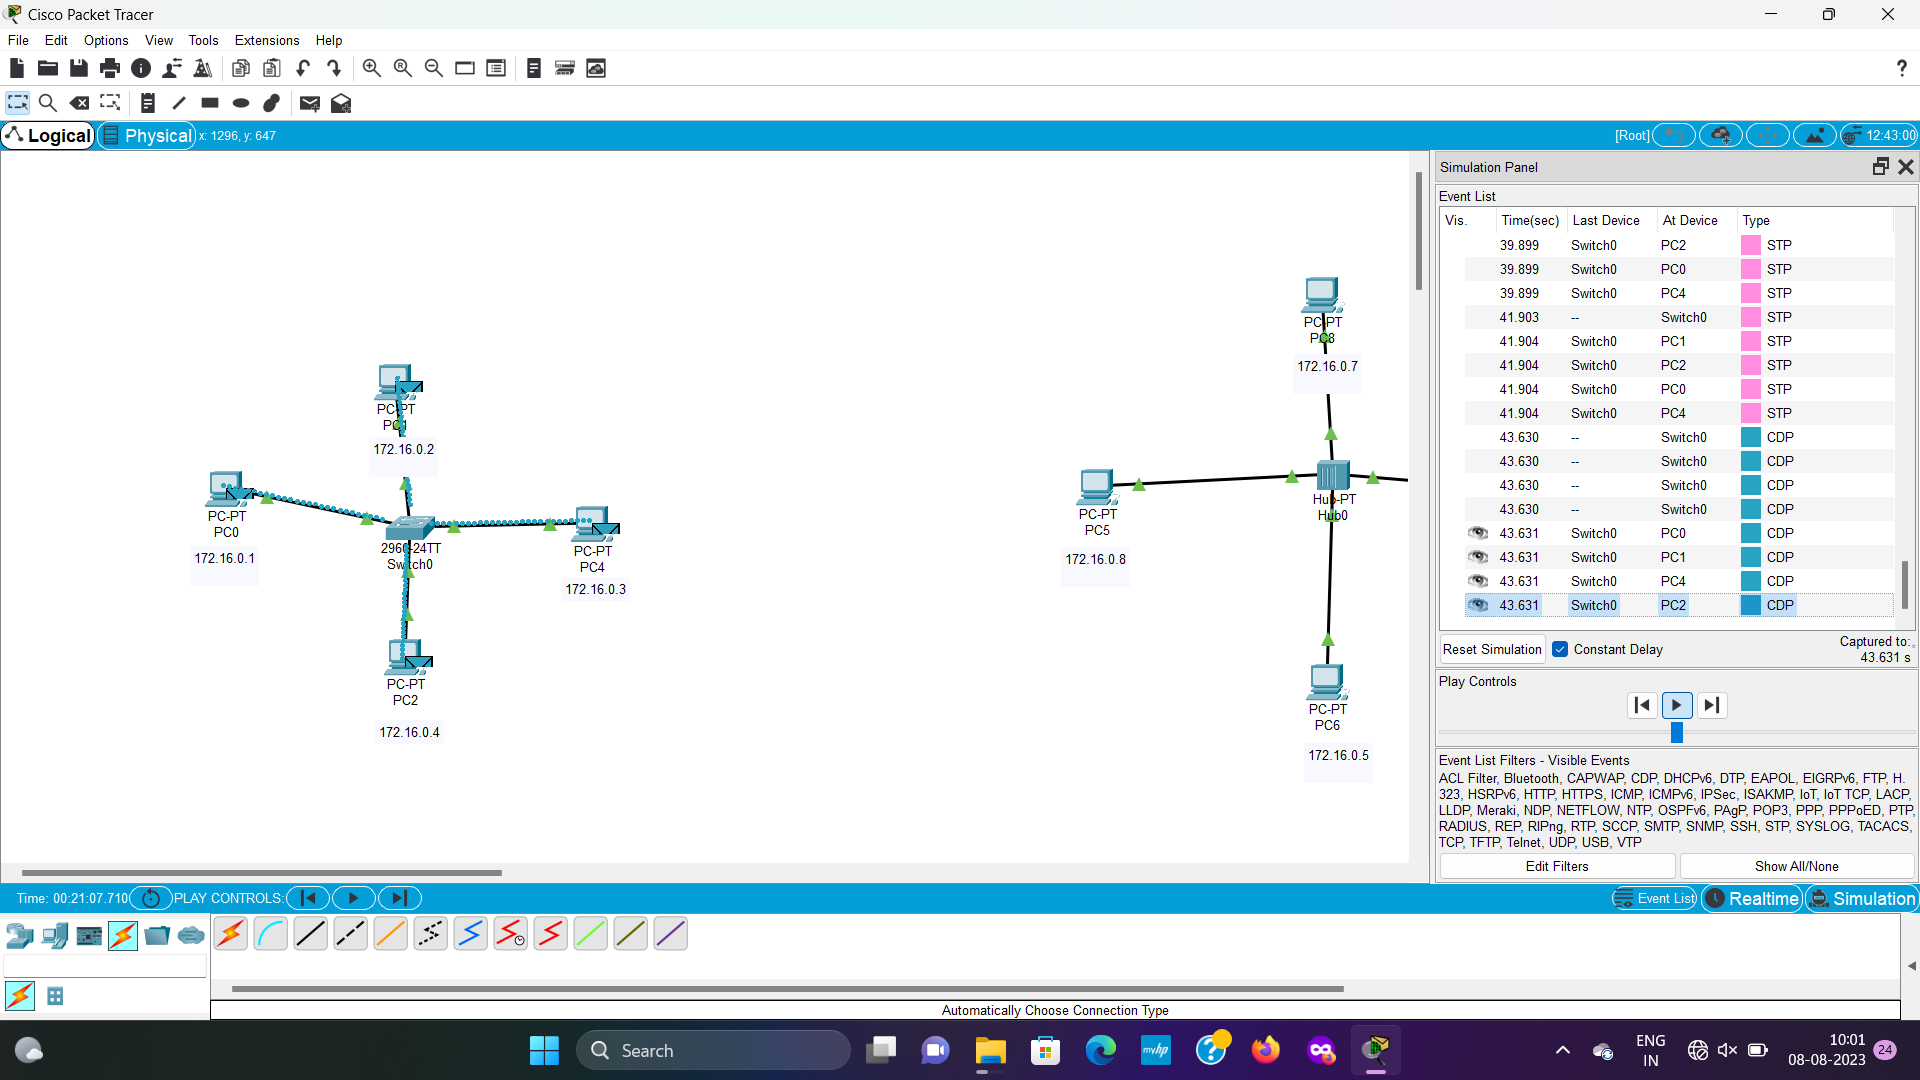 Cisco Packet Tracer
File Edit Options View Tools Extensions Help
Logical Physical x: 1296, y: 647 [Root] 12:43:00
PC-PT
PC1
172.16.0.2
PC-PT
PC0
172.16.0.1
2960-24TT
Switch0
PC-PT
PC4
172.16.0.3
PC-PT
PC2
172.16.0.4
PC-PT
PC8
172.16.0.7
PC-PT
PC5
172.16.0.8
Hub-PT
Hub0
PC-PT
PC6
172.16.0.5
Simulation Panel
Event List
Vis. Time(sec) Last Device At Device Type
39.899 Switch0 PC2 STP
39.899 Switch0 PC0 STP
39.899 Switch0 PC4 STP
41.903 -- Switch0 STP
41.904 Switch0 PC1 STP
41.904 Switch0 PC2 STP
41.904 Switch0 PC0 STP
41.904 Switch0 PC4 STP
43.630 -- Switch0 CDP
43.630 -- Switch0 CDP
43.630 -- Switch0 CDP
43.630 -- Switch0 CDP
43.631 Switch0 PC0 CDP
43.631 Switch0 PC1 CDP
43.631 Switch0 PC4 CDP
43.631 Switch0 PC2 CDP
Reset Simulation Constant Delay Captured to:
43.631 s
Play Controls
Event List Filters - Visible Events
ACL Filter, Bluetooth, CAPWAP, CDP, DHCPv6, DTP, EAPOL, EIGRPv6, FTP, H.
323, HSRPv6, HTTP, HTTPS, ICMP, ICMPv6, IPSec, ISAKMP, IoT, IoT TCP, LACP,
LLDP, Meraki, NDP, NETFLOW, NTP, OSPFv6, PAgP, POP3, PPP, PPPoED, PTP,
RADIUS, REP, RIPng, RTP, SCCP, SMTP, SNMP, SSH, STP, SYSLOG, TACACS,
TCP, TFTP, Telnet, UDP, USB, VTP
Edit Filters Show All/None
Time: 00:21:07.710 PLAY CONTROLS: Event List Realtime Simulation
Automatically Choose Connection Type
Search
myhp
ENG
IN
10:01
08-08-2023
24